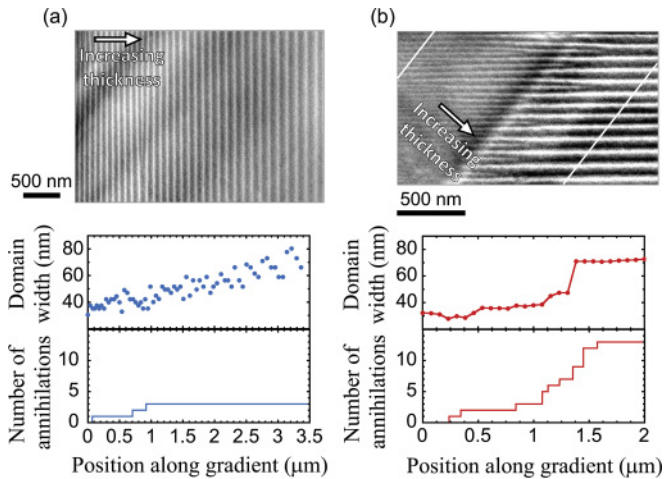 (a)
Increasing
thickness
500 nm
(b)
Increasing
thickness
500 nm
Domain
width (nm)
80
60
40
Number of
annihilations
10
5
0
0 0.5 1 1.5 2 2.5 3 3.5
Position along gradient (μm)
Domain
width (nm)
80
60
40
Number of
annihilations
10
5
0
0 0.5 1 1.5 2
Position along gradient (μm)